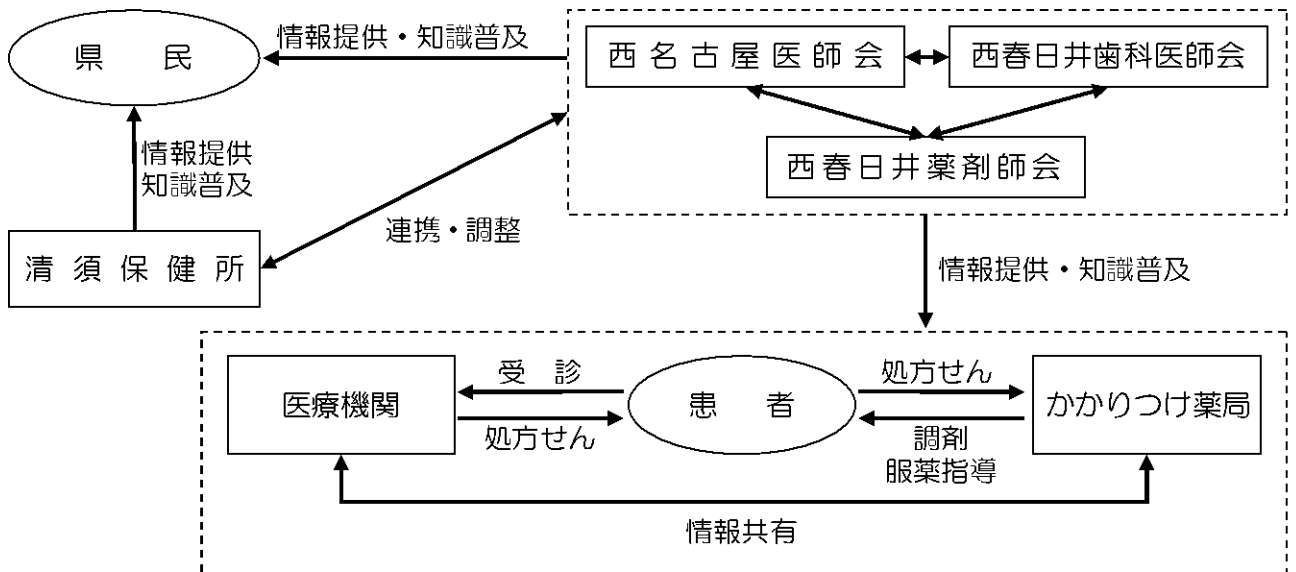 県　民
情報提供・知識普及
西名古屋医師会
西春日井歯科医師会
西春日井薬剤師会
情報提供
知識普及
連携・調整
清須保健所
情報提供・知識普及
医療機関
受　診
処方せん
患　者
処方せん
調剤
服薬指導
かかりつけ薬局
情報共有